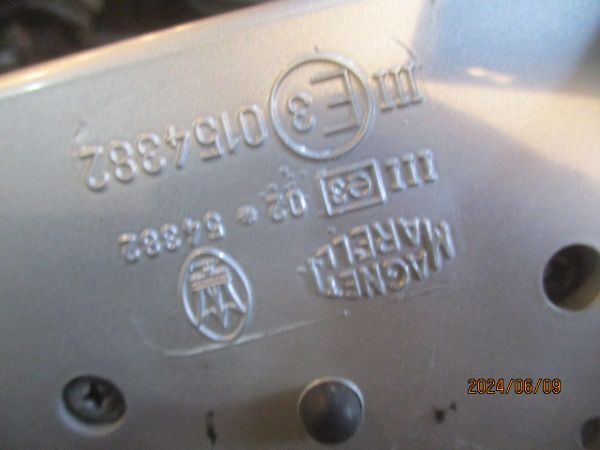 MAGNETI
MARELLI
III e3 02 * 54382
III E3 0154382
2024/06/09